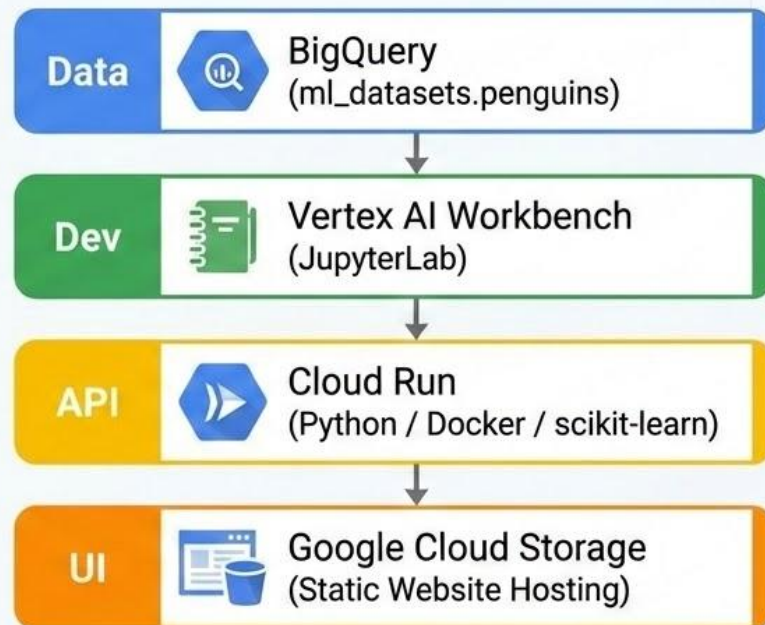 Data
BigQuery
(ml_datasets.penguins)
Dev
Vertex AI Workbench
(JupyterLab)
API
Cloud Run
(Python / Docker / scikit-learn)
UI
Google Cloud Storage
(Static Website Hosting)